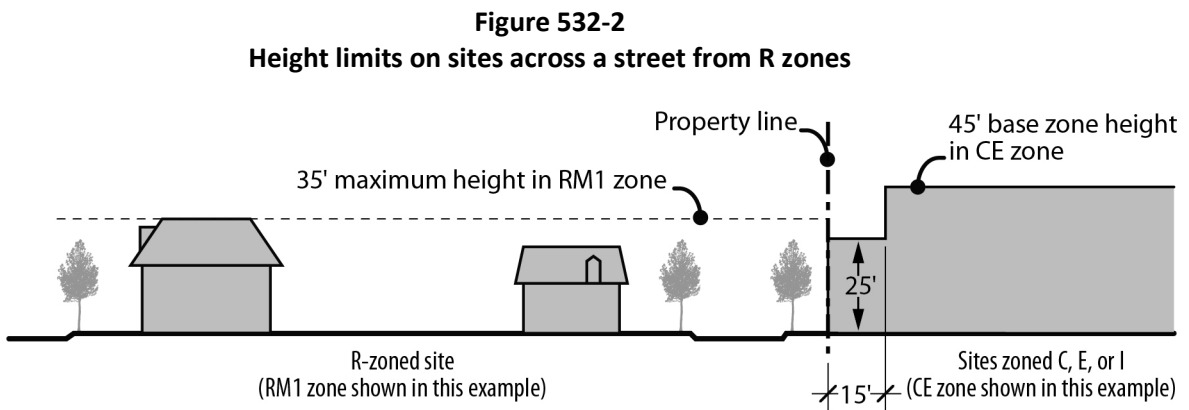 Figure 532-2
Height limits on sites across a street from R zones
Property line
45' base zone height
in CE zone
35' maximum height in RM1 zone
25'
R-zoned site
(RM1 zone shown in this example)
15'
Sites zoned C, E, or I
(CE zone shown in this example)